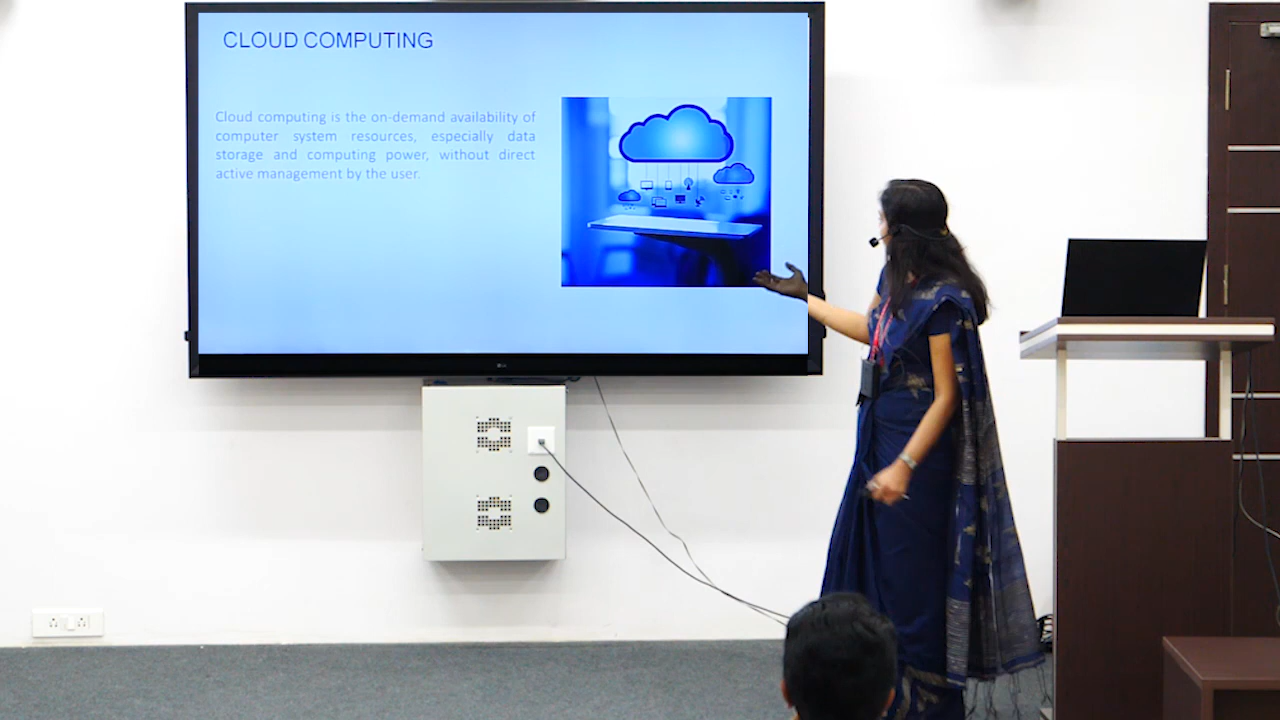 CLOUD COMPUTING
Cloud computing is the on-demand availability of
computer system resources, especially data
storage and computing power, without direct
active management by the user.
LG